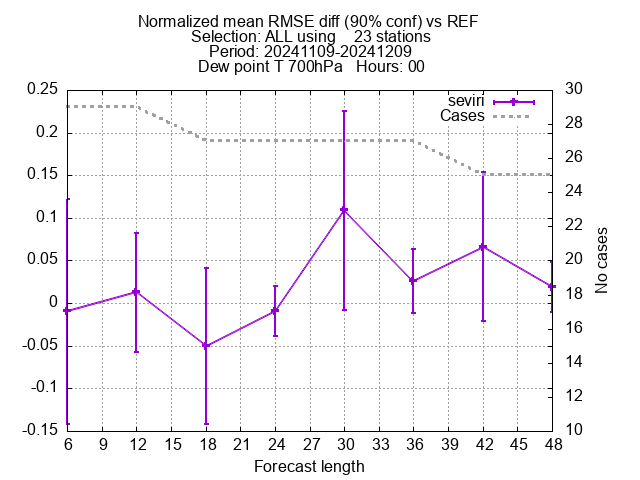 Normalized mean RMSE diff (90% conf) vs REF
Selection: ALL using    23 stations
Period: 20241109-20241209
Dew point T 700hPa   Hours: 00
seviri
Cases
0.25
0.2
0.15
0.1
0.05
0
-0.05
-0.1
-0.15
30
28
26
24
22
20
18
16
14
12
10
No cases
6 9 12 15 18 21 24 27 30 33 36 39 42 45 48
Forecast length